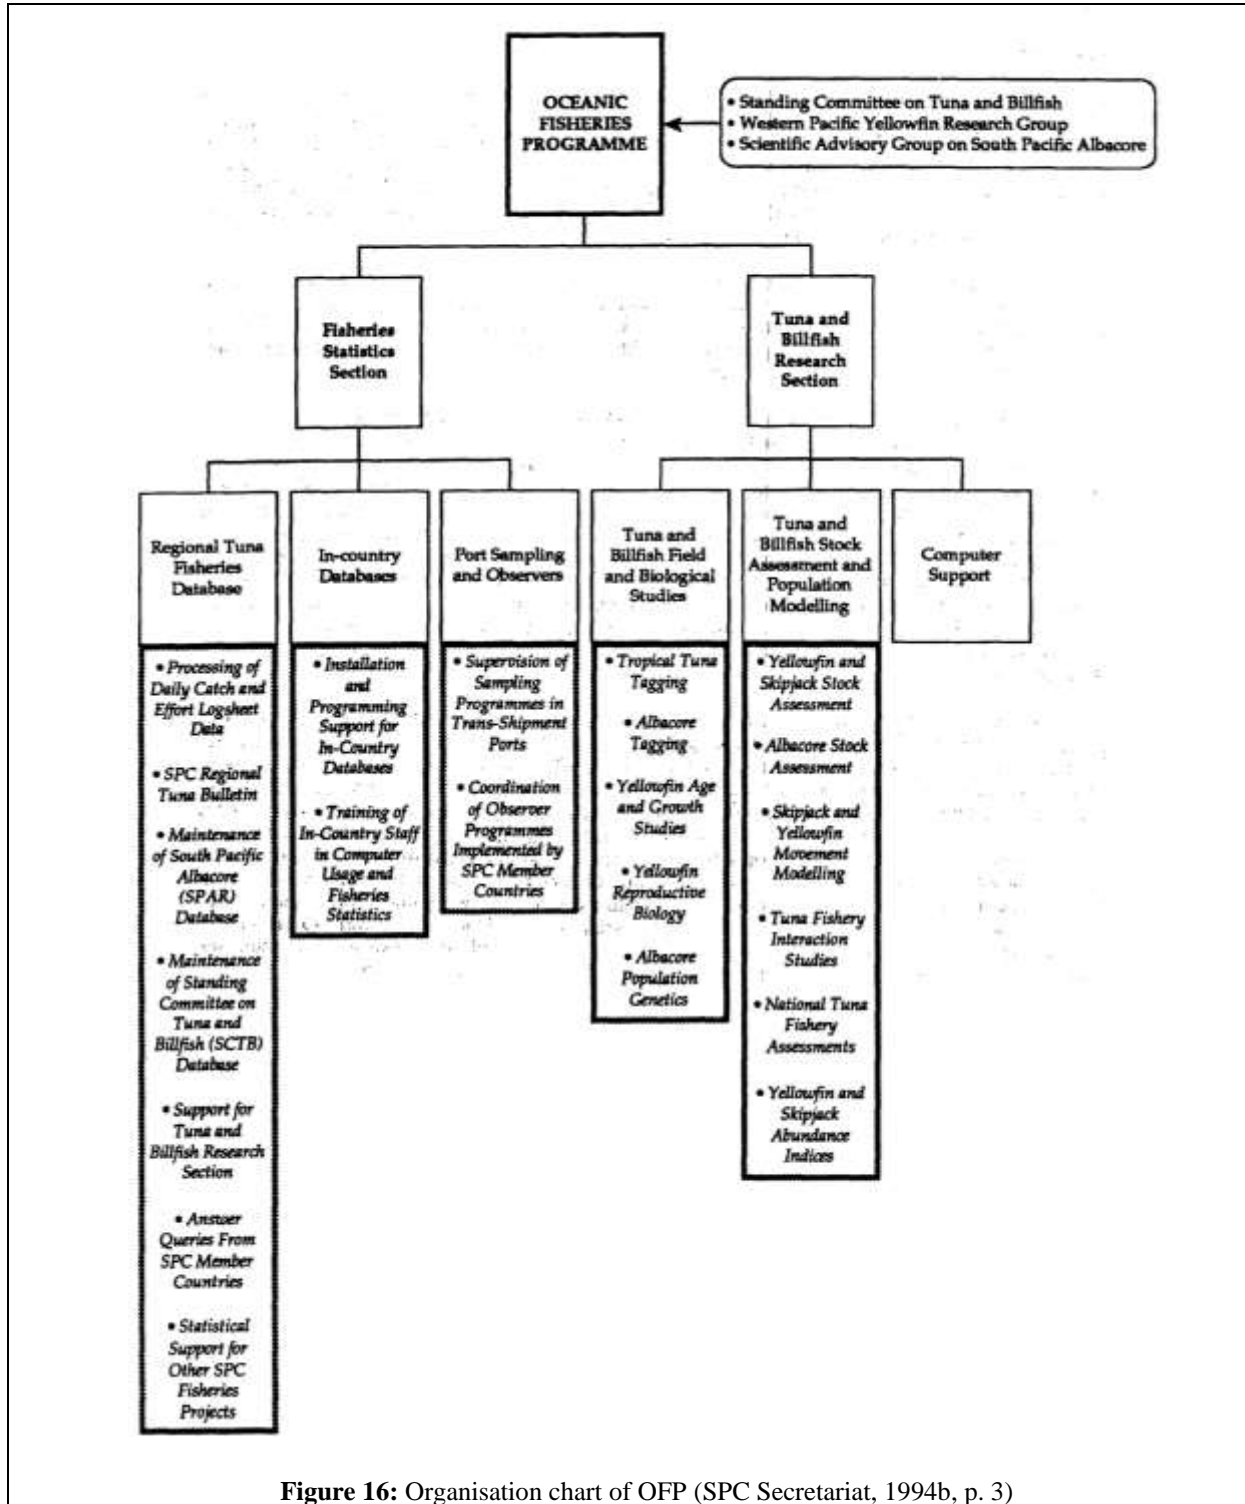 OCEANIC
FISHERIES
PROGRAMME
• Standing Committee on Tuna and Billfish
• Western Pacific Yellowfin Research Group
• Scientific Advisory Group on South Pacific Albacore
Fisheries
Statistics
Section
Tuna and
Billfish
Research
Section
Regional Tuna
Fisheries
Database
• Processing of
Daily Catch and
Effort Logsheet
Data
• SPC Regional
Tuna Bulletin
• Maintenance
of South Pacific
Albacore
(SPAR)
Database
• Maintenance
of Standing
Committee on
Tuna and
Billfish (SCTB)
Database
• Support for
Tuna and
Billfish Research
Section
• Answer
Queries From
SPC Member
Countries
• Statistical
Support for
Other SPC
Fisheries
Projects
In-country
Databases
• Installation
and
Programming
Support for
In-Country
Databases
• Training of
In-Country Staff
in Computer
Usage and
Fisheries
Statistics
Port Sampling
and Observers
• Supervision of
Sampling
Programmes in
Trans-Shipment
Ports
• Coordination
of Observer
Programmes
Implemented by
SPC Member
Countries
Tuna and
Billfish Field
and Biological
Studies
• Tropical Tuna
Tagging
• Albacore
Tagging
• Yellowfin Age
and Growth
Studies
• Yellowfin
Reproductive
Biology
• Albacore
Population
Genetics
Tuna and
Billfish Stock
Assessment and
Population
Modelling
• Yellowfin and
Skipjack Stock
Assessment
• Albacore Stock
Assessment
• Skipjack and
Yellowfin
Movement
Modelling
• Tuna Fishery
Interaction
Studies
• National Tuna
Fishery
Assessments
• Yellowfin and
Skipjack
Abundance
Indices
Computer
Support
Figure 16: Organisation chart of OFP (SPC Secretariat, 1994b, p. 3)